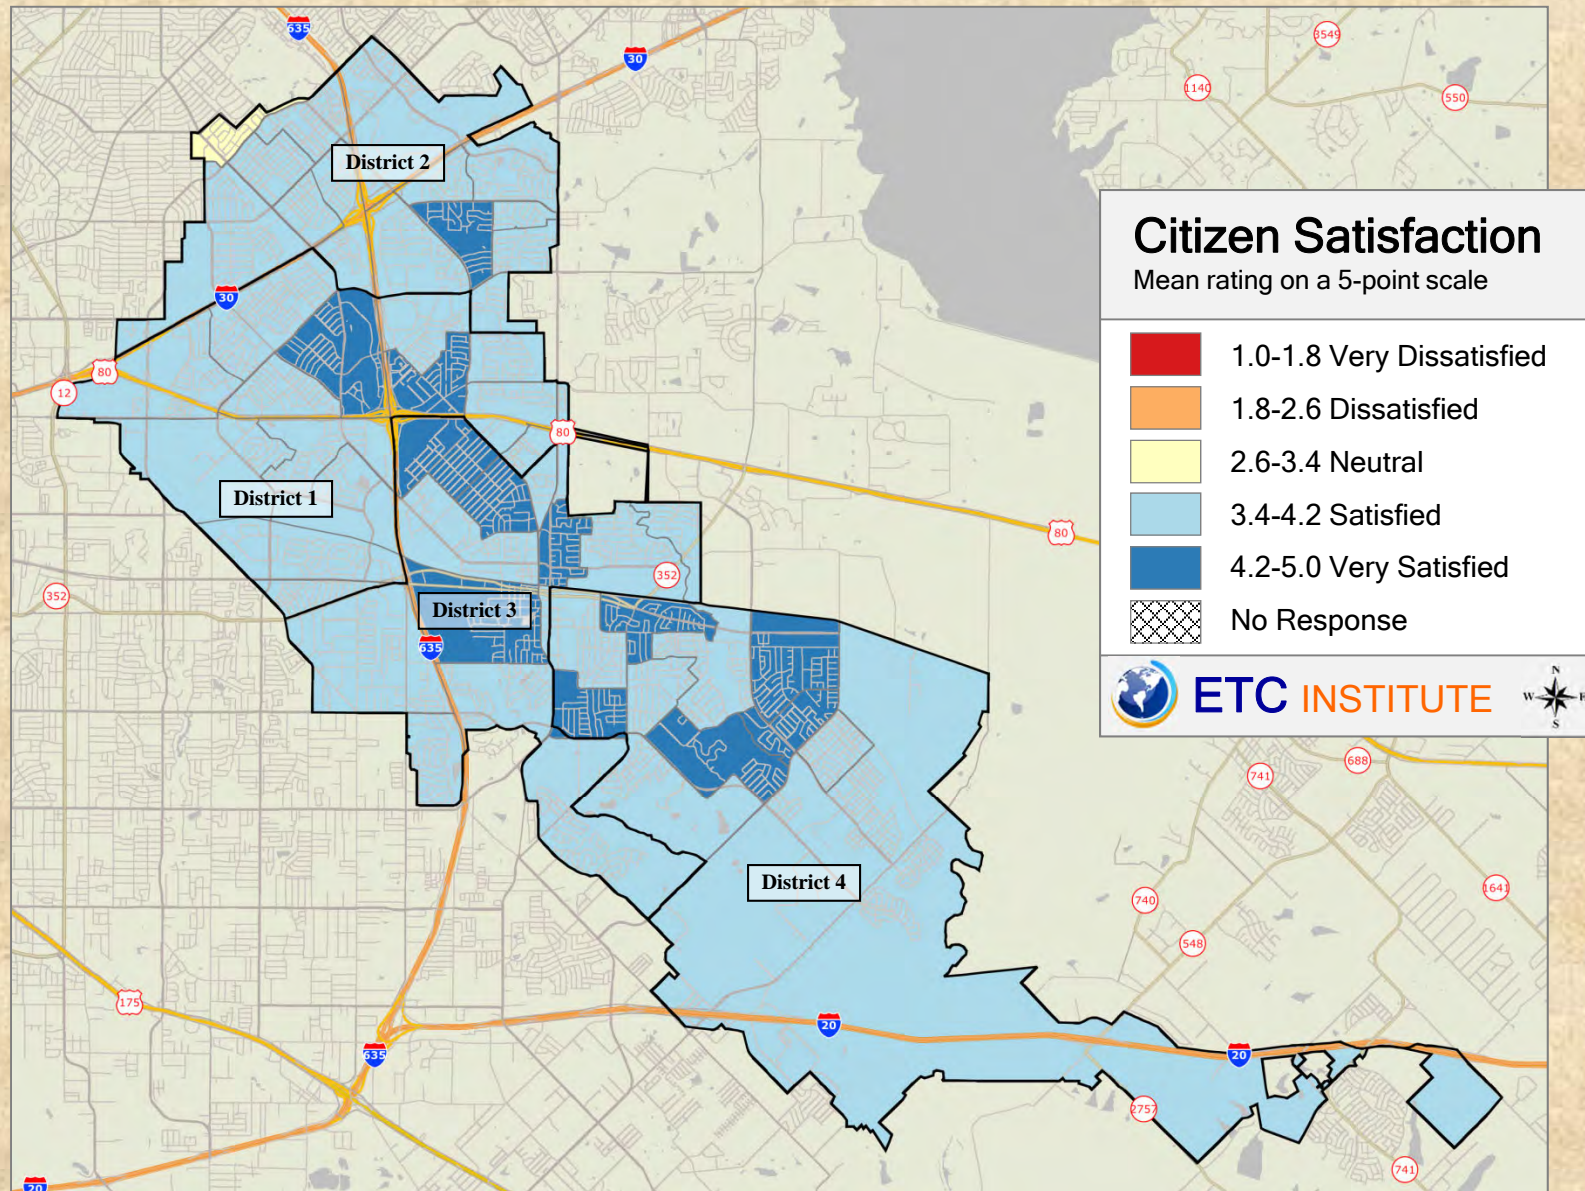 635
30
3549
1140
550
District 2
30
80
12
80
District 1
80
352
352
District 3
635
Citizen Satisfaction
Mean rating on a 5-point scale
1.0-1.8 Very Dissatisfied
1.8-2.6 Dissatisfied
2.6-3.4 Neutral
3.4-4.2 Satisfied
4.2-5.0 Very Satisfied
No Response
ETC INSTITUTE
N
W E
S
688
741
District 4
1641
740
548
175
20
635
20
2757
741
20